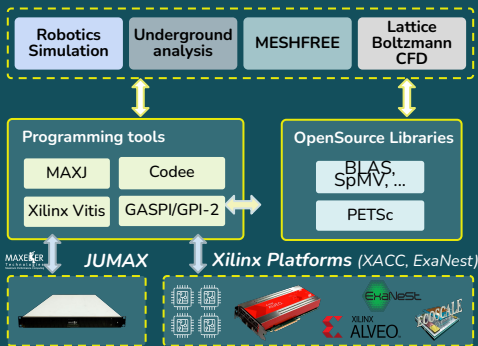 Robotics
Simulation
Underground
analysis
MESHFREE
Lattice
Boltzmann
CFD
Programming tools
MAXJ
Codee
Xilinx Vitis
GASPI/GPI-2
OpenSource Libraries
BLAS,
SpMV, ...
PETSc
MAXELER
Technologies
JUMAX
Xilinx Platforms (XACC, ExaNest)
ExaNeSt
XILINX
ALVEO.
ECOSCALE